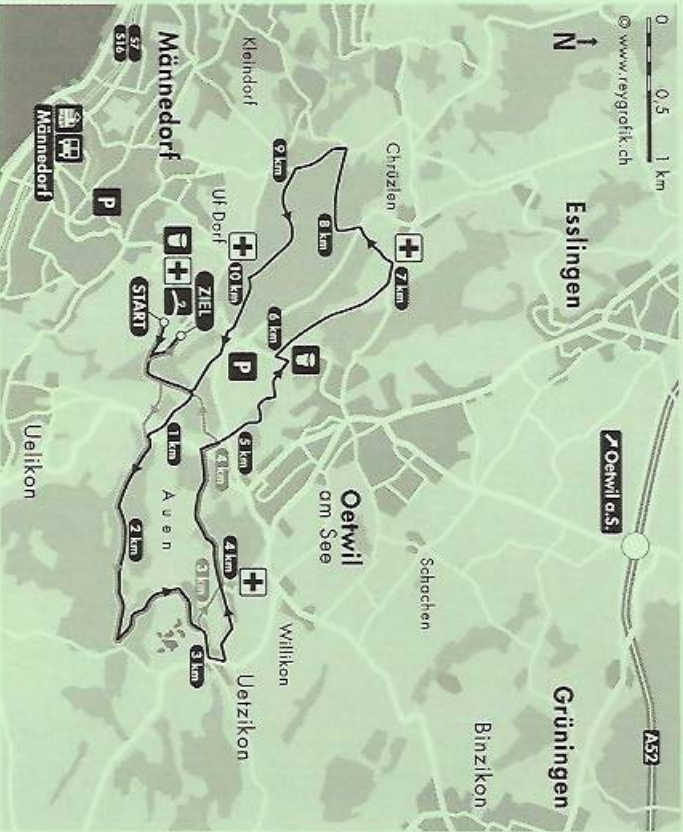 0 0,5 1 km
© www.reygrafik.ch
N
Esslingen
Oetwil a.S.
A52
Grüningen
Binzikon
Chrüzlen
Schachen
Kleindorf
Oetwil
am See
Willikon
Uetzikon
S7
S16
Männedorf
Männedorf
P
Uf Dorf
ZIEL
START
P
Auen
Uelikon
1 km
2 km
3 km
3 km
4 km
4 km
5 km
6 km
7 km
8 km
9 km
10 km